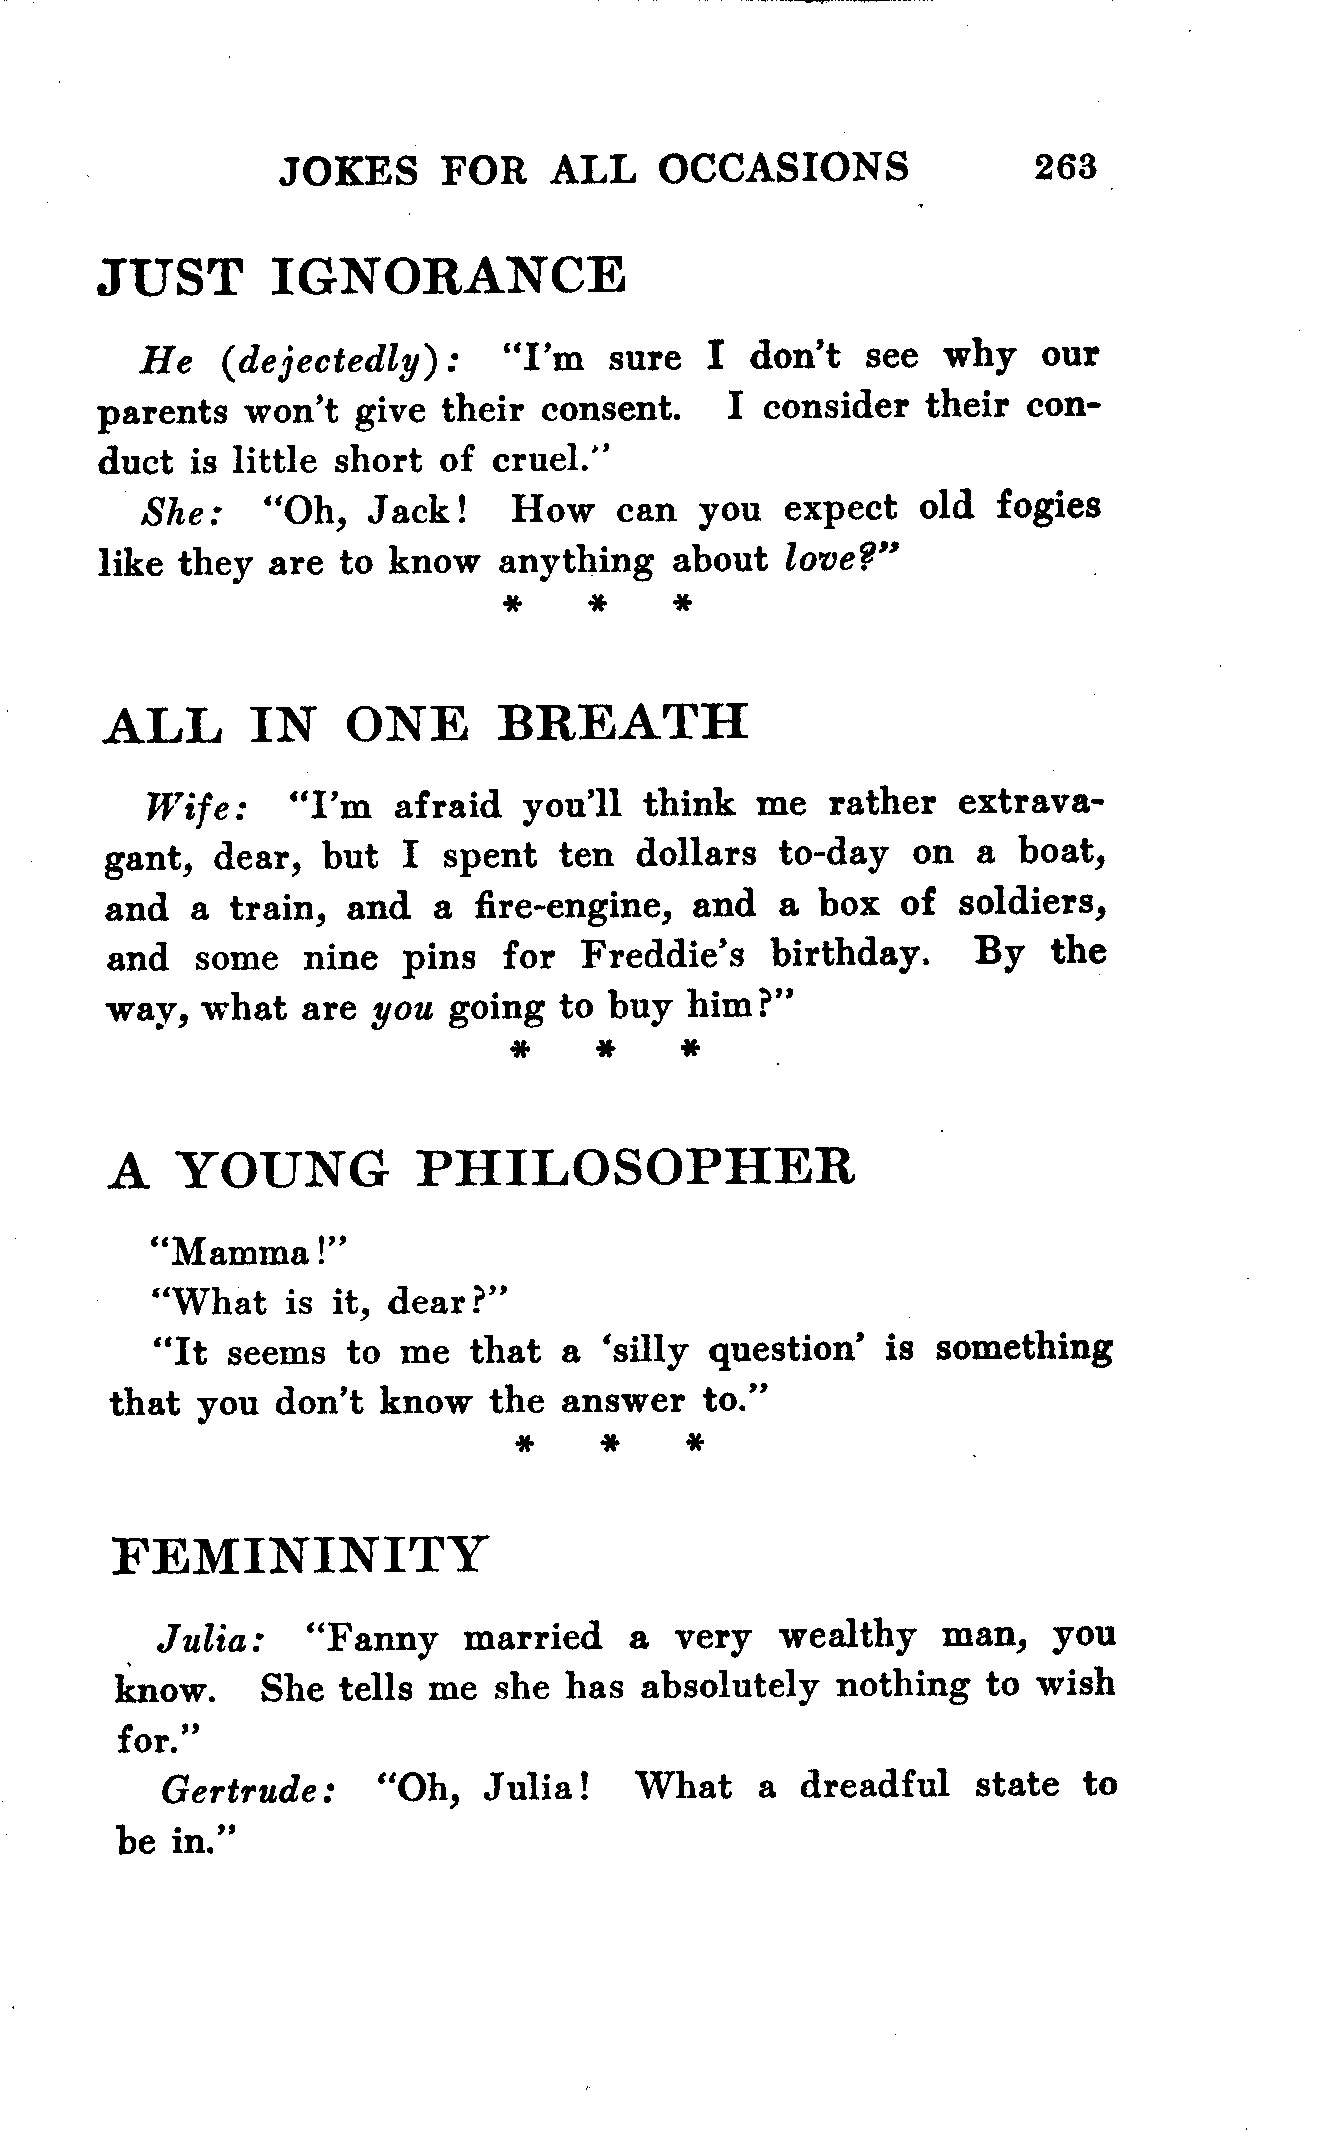 JOKES FOR ALL OCCASIONS 263
JUST IGNORANCE
He (dejectedly): "I'm sure I don't see why our
parents won't give their consent. I consider their con-
duct is little short of cruel."
She: "Oh, Jack! How can you expect old fogies
like they are to know anything about love?"
* * *
ALL IN ONE BREATH
Wife: "I'm afraid you'll think me rather extrava-
gant, dear, but I spent ten dollars to-day on a boat,
and a train, and a fire-engine, and a box of soldiers,
and some nine pins for Freddie's birthday. By the
way, what are you going to buy him?"
* * *
A YOUNG PHILOSOPHER
"Mamma!"
"What is it, dear?"
"It seems to me that a 'silly question' is something
that you don't know the answer to."
* * *
FEMININITY
Julia: "Fanny married a very wealthy man, you
know. She tells me she has absolutely nothing to wish
for."
Gertrude: "Oh, Julia! What a dreadful state to
be in."